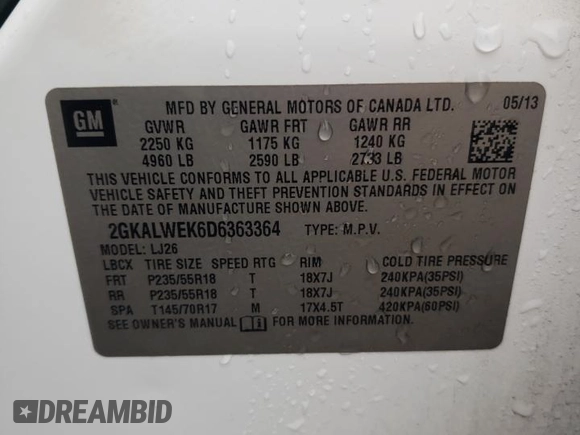 GM
MFD BY GENERAL MOTORS OF CANADA LTD. 05/13
GVWR GAWR FRT GAWR RR
2250 KG 1175 KG 1240 KG
4960 LB 2590 LB 2733 LB
THIS VEHICLE CONFORMS TO ALL APPLICABLE U.S. FEDERAL MOTOR
VEHICLE SAFETY AND THEFT PREVENTION STANDARDS IN EFFECT ON
THE DATE OF MANUFACTURE SHOWN ABOVE.
2GKALWEK6D6363364 TYPE: M.P.V.
MODEL: LJ26
LBCX TIRE SIZE SPEED RTG RIM COLD TIRE PRESSURE
FRT P235/55R18 T 18X7J 240KPA(35PSI)
RR P235/55R18 T 18X7J 240KPA(35PSI)
SPA T145/70R17 M 17X4.5T 420KPA(60PSI)
SEE OWNER'S MANUAL FOR MORE INFORMATION.
DREAMBID